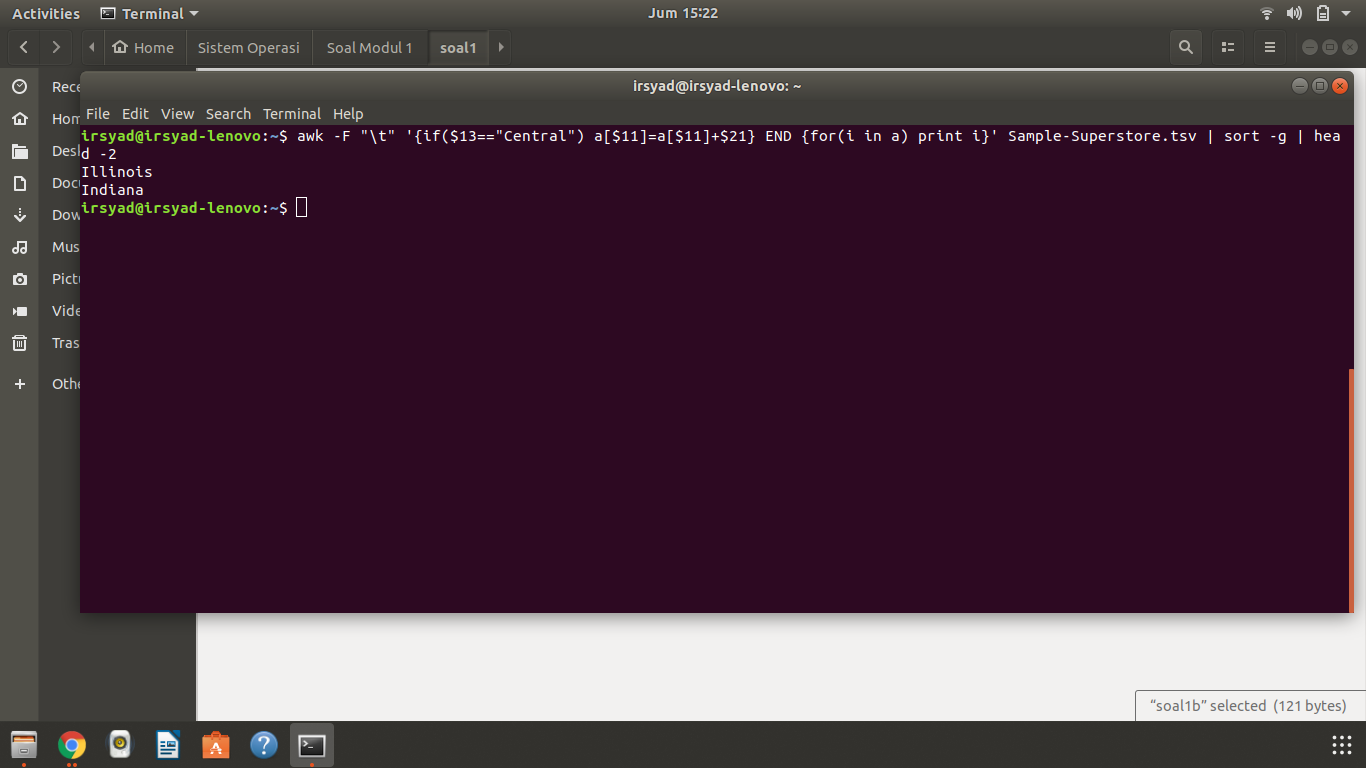 Activities Terminal Jum 15:22
Home Sistem Operasi Soal Modul 1 soal1
irsyad@irsyad-lenovo: ~
File Edit View Search Terminal Help
irsyad@irsyad-lenovo:~$ awk -F "\t" '{if($13=="Central") a[$11]=a[$11]+$21} END {for(i in a) print i}' Sample-Superstore.tsv | sort -g | hea
d -2
Illinois
Indiana
irsyad@irsyad-lenovo:~$
Rece
Hom
Desk
Docu
Dow
Mus
Pictu
Vide
Tras
Othe
“soal1b” selected (121 bytes)